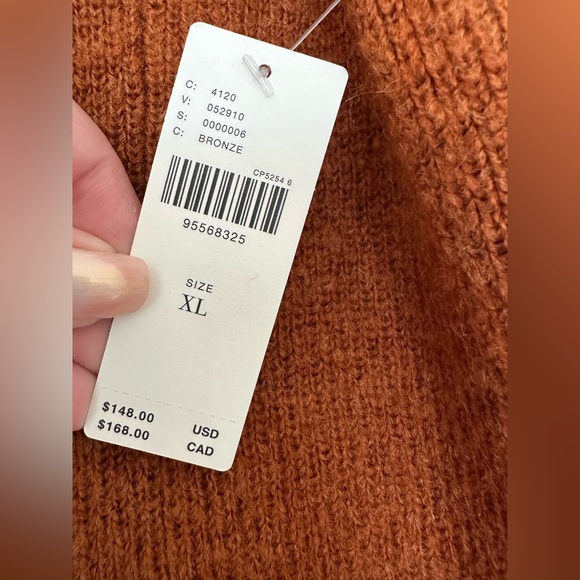 C: 4120
V: 052910
S: 0000006
C: BRONZE
CP5254 6
95568325
SIZE
XL
$148.00 USD
$168.00 CAD